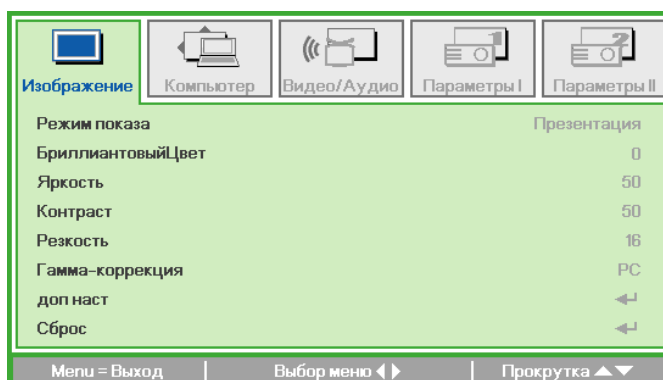 Изображение Компьютер Видео/Аудио Параметры I Параметры II
Режим показа Презентация
БриллиантовыйЦвет 0
Яркость 50
Контраст 50
Резкость 16
Гамма-коррекция PC
доп наст
Сброс
Menu = Выход Выбор меню Прокрутка